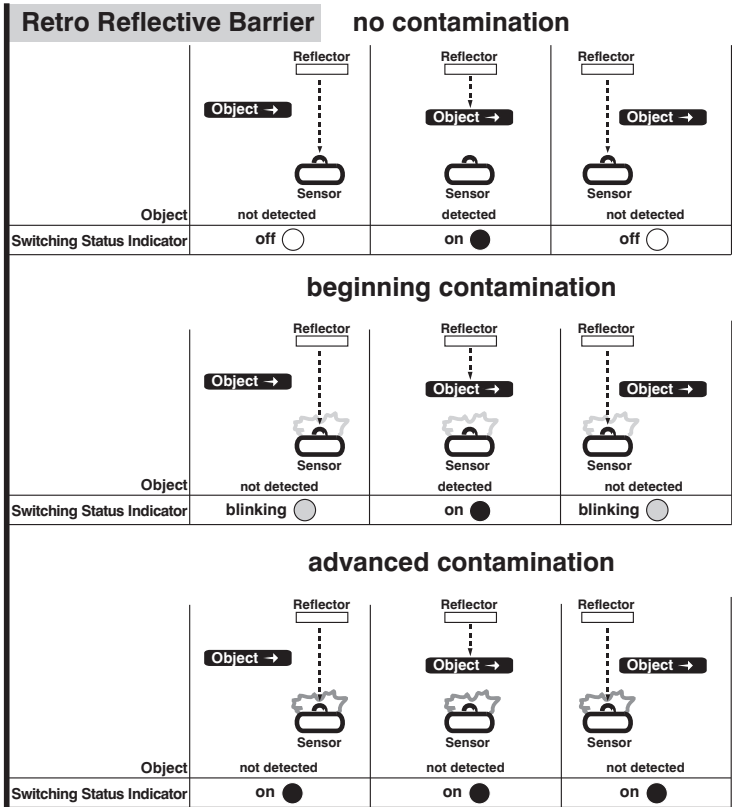 Retro Reflective Barrier no contamination
Reflector Reflector Reflector
Object → Object → Object →
Sensor Sensor Sensor
Object not detected detected not detected
Switching Status Indicator off on off
beginning contamination
Reflector Reflector Reflector
Object → Object → Object →
Sensor Sensor Sensor
Object not detected detected not detected
Switching Status Indicator blinking on blinking
advanced contamination
Reflector Reflector Reflector
Object → Object → Object →
Sensor Sensor Sensor
Object not detected not detected not detected
Switching Status Indicator on on on